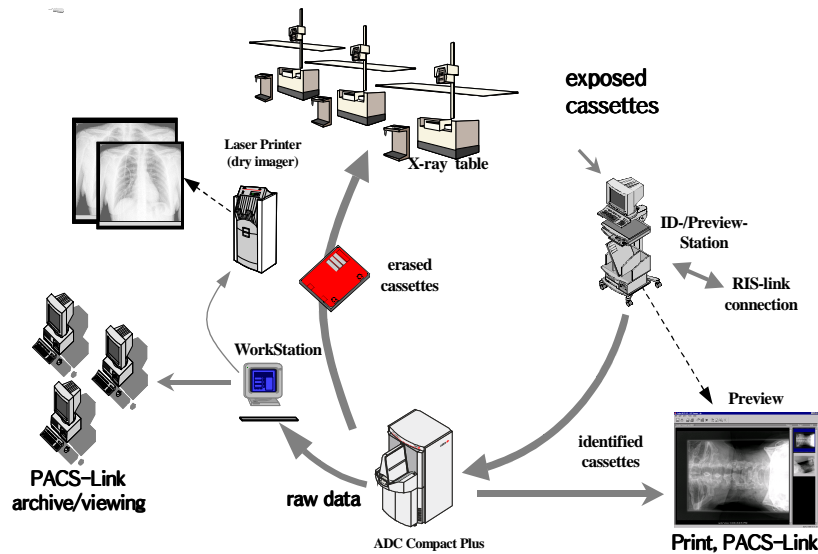 exposed
cassettes
Laser Printer
(dry imager)
X-ray table
ID-/Preview-
Station
erased
cassettes
RIS-link
connection
WorkStation
Preview
identified
cassettes
PACS-Link
archive/viewing
raw data
ADC Compact Plus
Print, PACS-Link